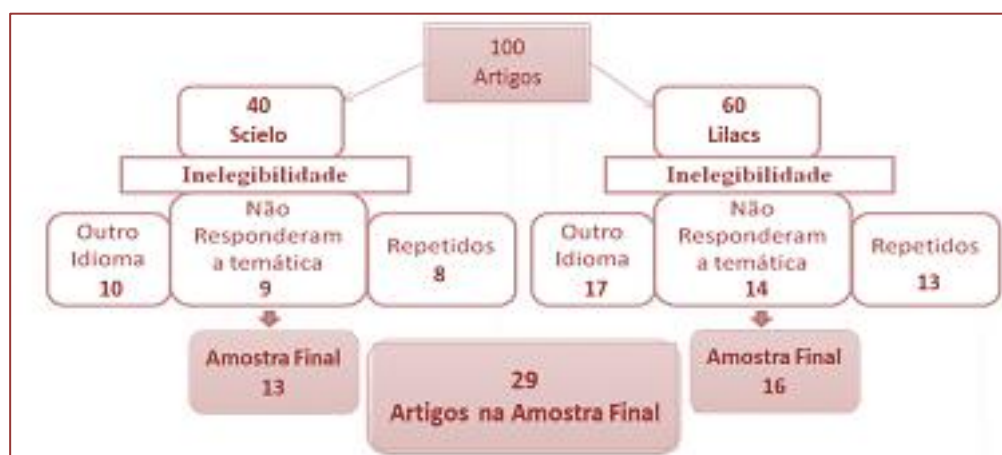 100
Artigos
40
Scielo
60
Lilacs
Inelegibilidade
Inelegibilidade
Outro
Idioma
10
Não
Responderam
a temática
9
Repetidos
8
Outro
Idioma
17
Não
Responderam
a temática
14
Repetidos
13
Amostra Final
13
29
Artigos na Amostra Final
Amostra Final
16